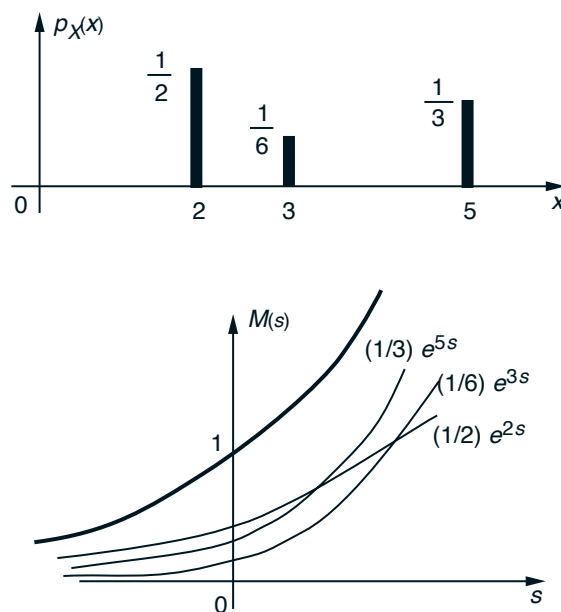 p_X(x)
1/2
1/6
1/3
0 2 3 5 x
M(s)
(1/3) e^{5s}
(1/6) e^{3s}
(1/2) e^{2s}
1
0 s